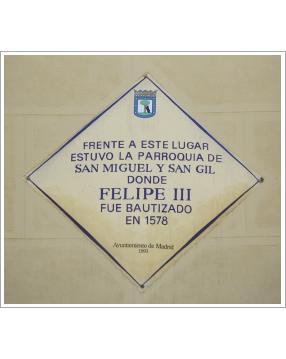 FRENTE A ESTE LUGAR
ESTUVO LA PARROQUIA DE
SAN MIGUEL Y SAN GIL
DONDE
FELIPE III
FUE BAUTIZADO
EN 1578
Ayuntamiento de Madrid
1993